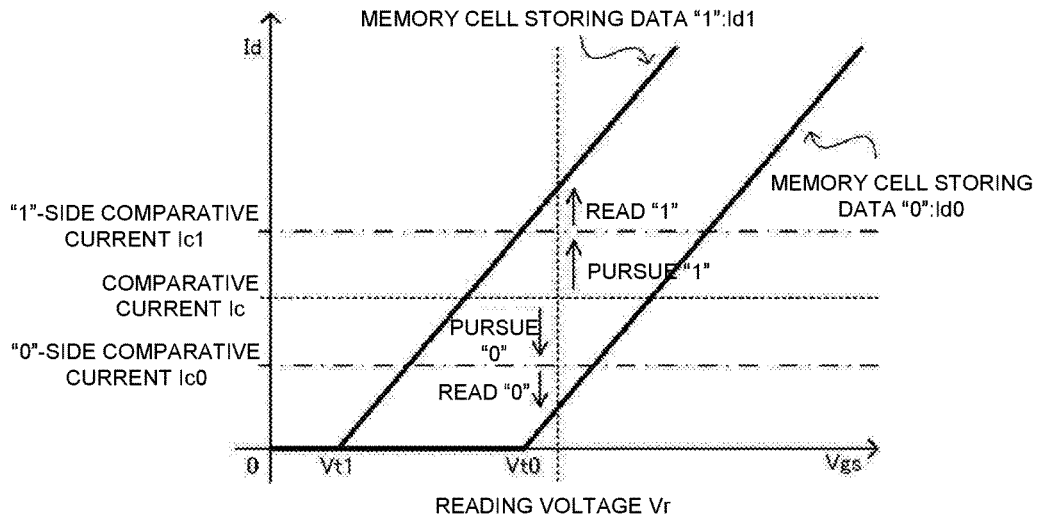 MEMORY CELL STORING DATA “1”:Id1
Id
MEMORY CELL STORING
DATA “0”:Id0
“1”-SIDE COMPARATIVE
CURRENT Ic1
READ “1”
PURSUE “1”
COMPARATIVE
CURRENT Ic
PURSUE
“0”
“0”-SIDE COMPARATIVE
CURRENT Ic0
READ “0”
0
Vt1
Vt0
Vgs
READING VOLTAGE Vr